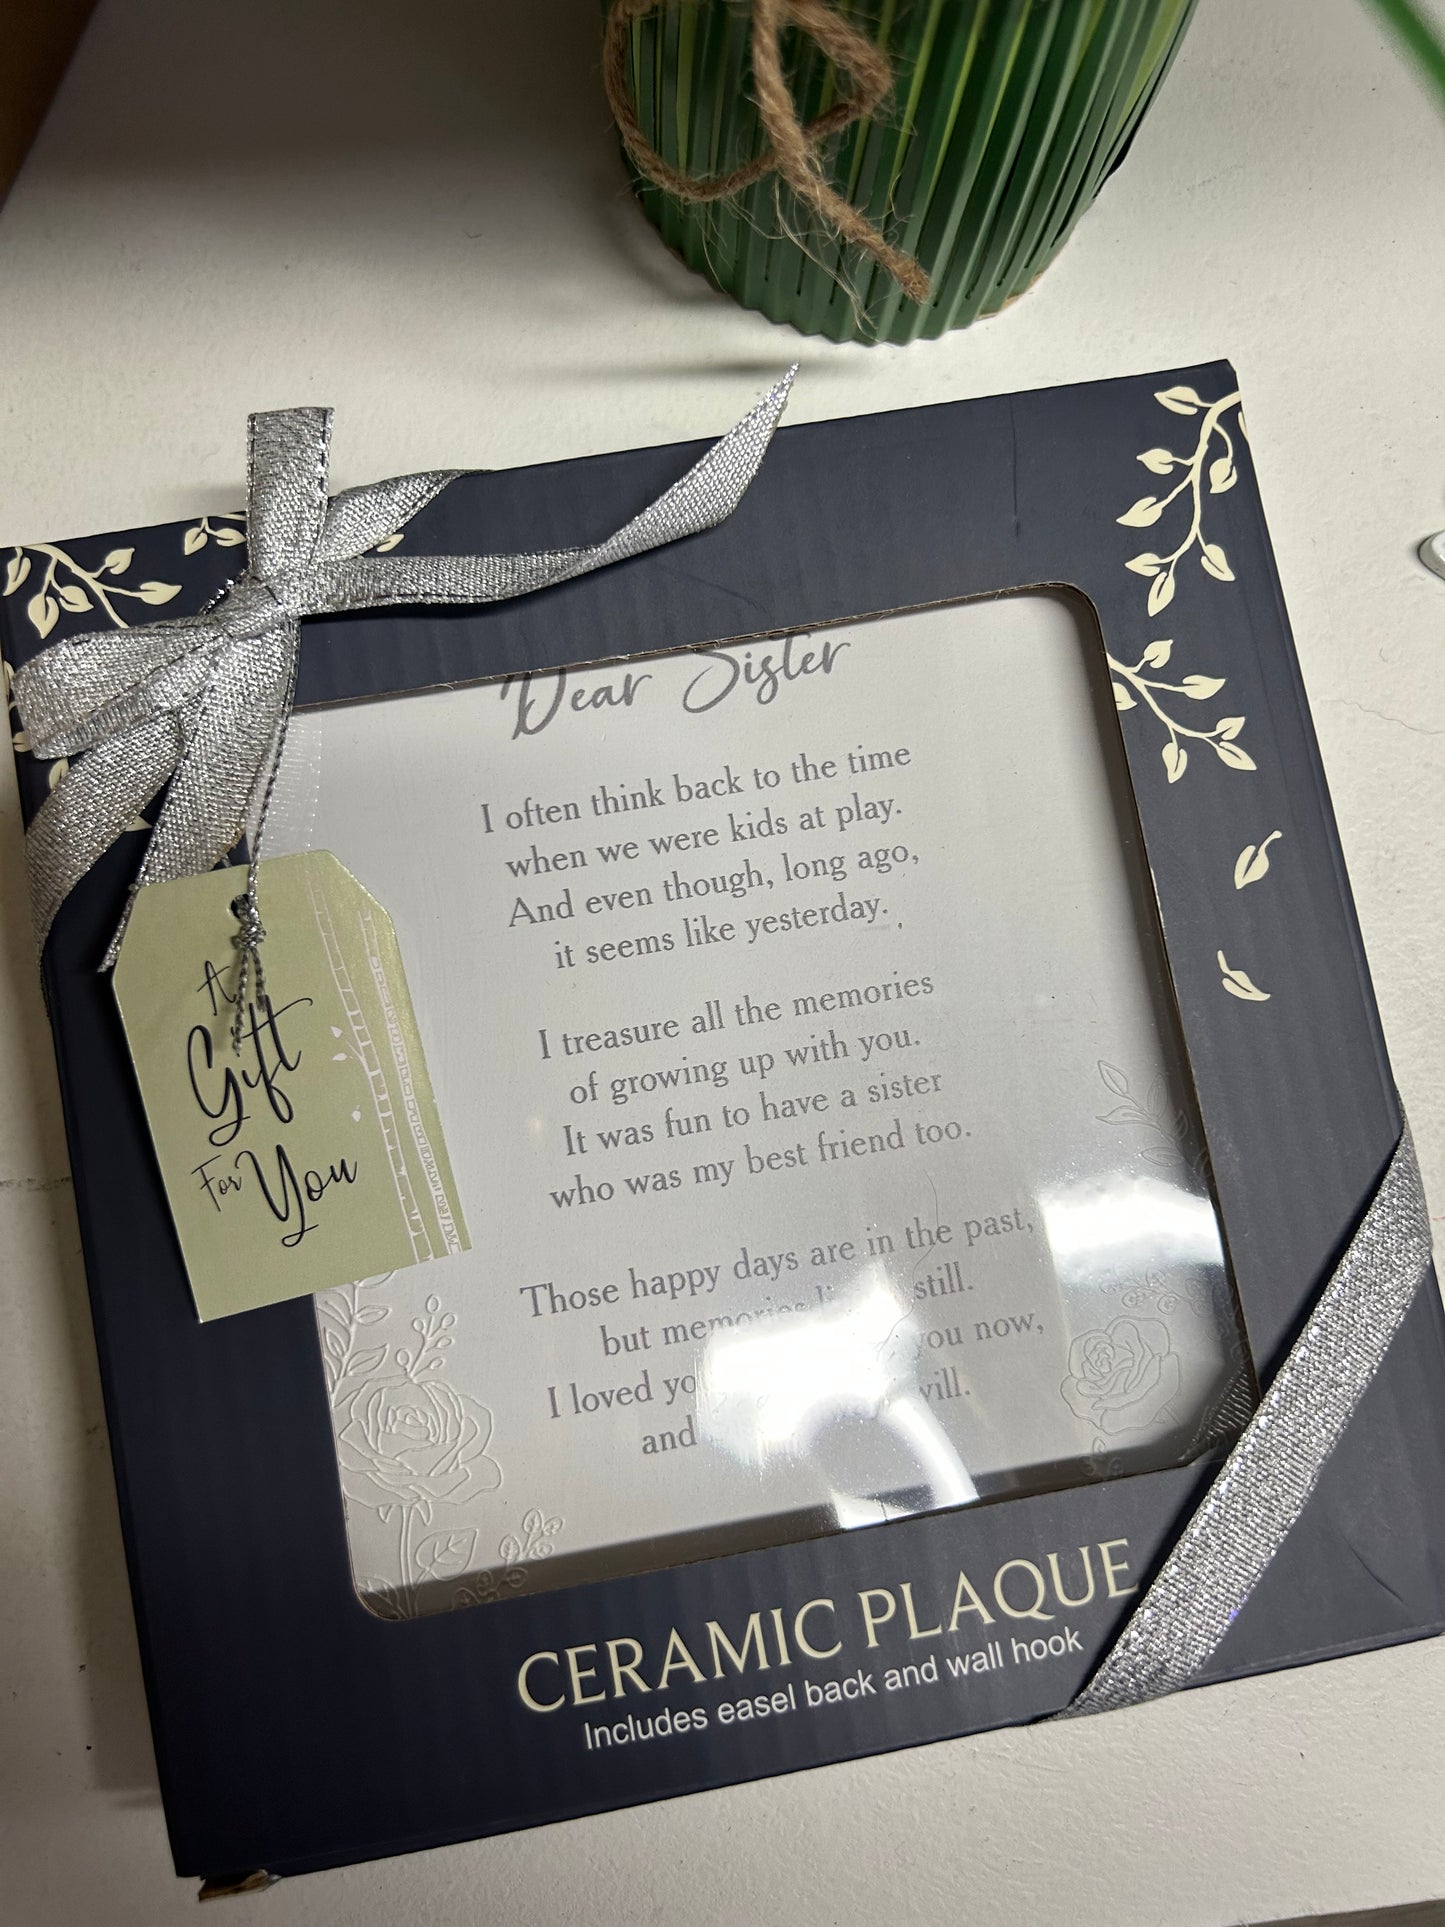 Dear Sister
I often think back to the time
when we were kids at play.
And even though, long ago,
it seems like yesterday.
I treasure all the memories
of growing up with you.
It was fun to have a sister
who was my best friend too.
Those happy days are in the past,
but memories still.
I loved you now,
and will.
A
Gift
For You
CERAMIC PLAQUE
Includes easel back and wall hook